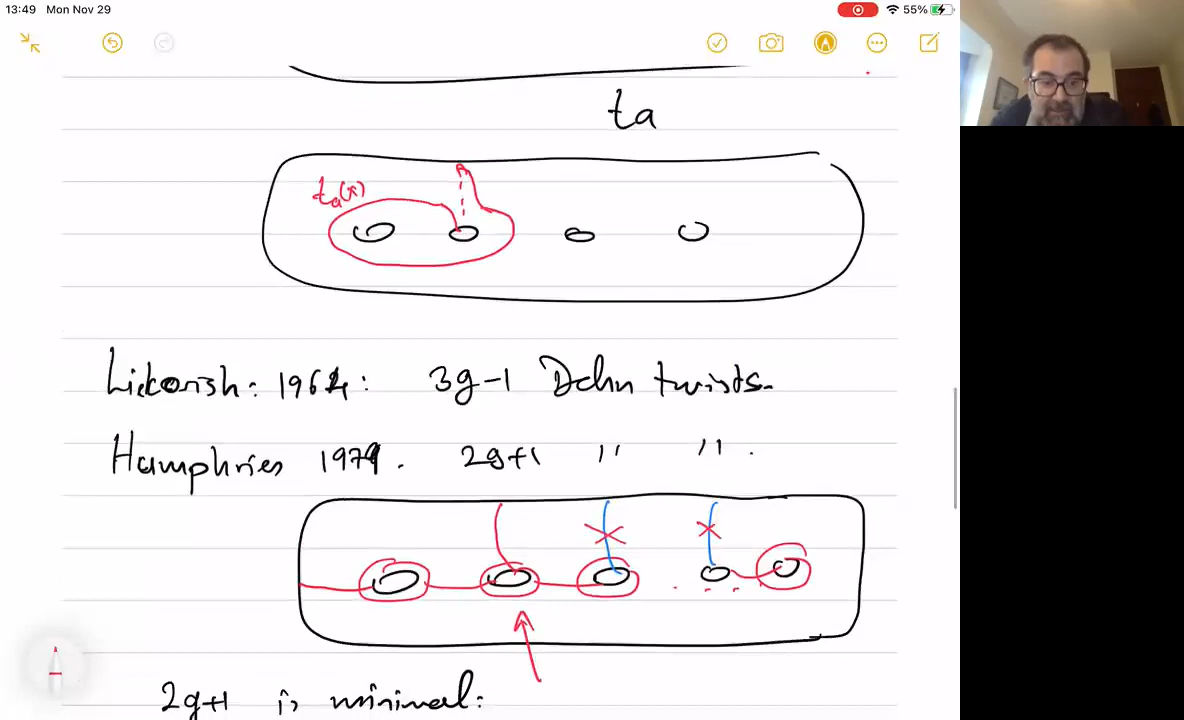 13:49 Mon Nov 29
55%
ta
ta(x)
Lickorish: 1964: 3g-1 Dehn twists.
Humphries 1979. 2g+1 " " .
2g+1 is minimal: